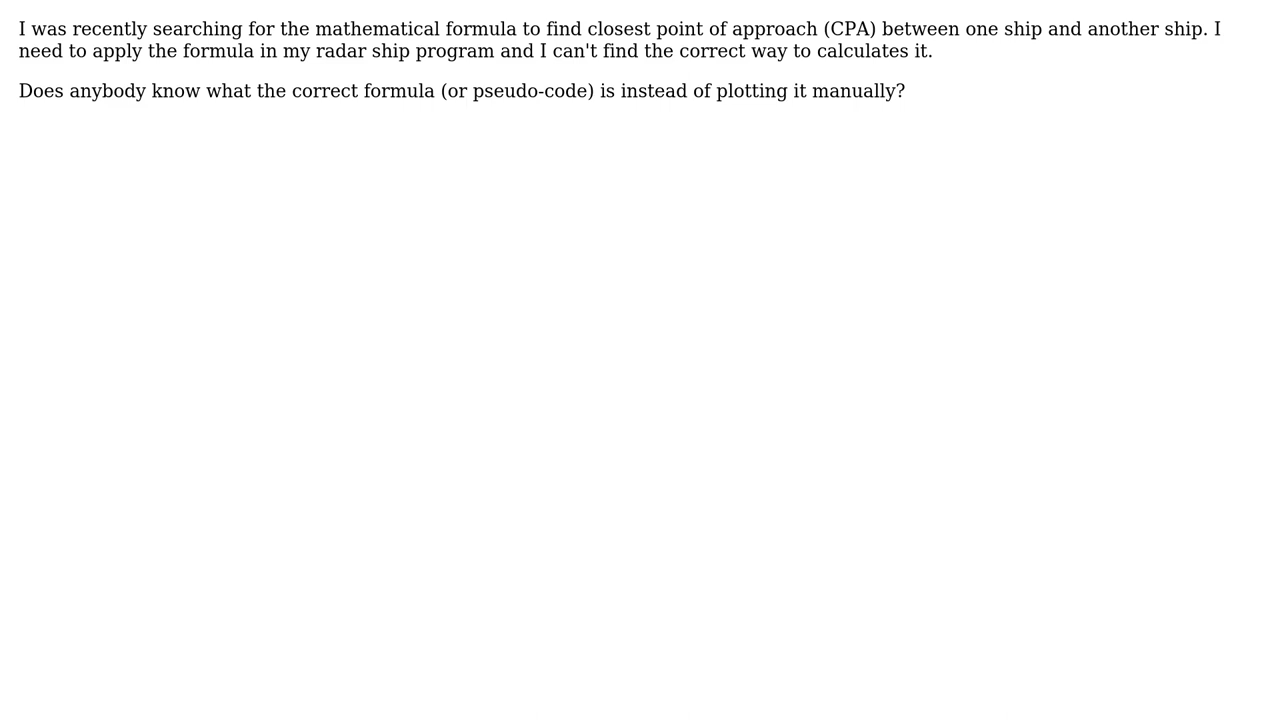 I was recently searching for the mathematical formula to find closest point of approach (CPA) between one ship and another ship. I
need to apply the formula in my radar ship program and I can't find the correct way to calculates it.
Does anybody know what the correct formula (or pseudo-code) is instead of plotting it manually?